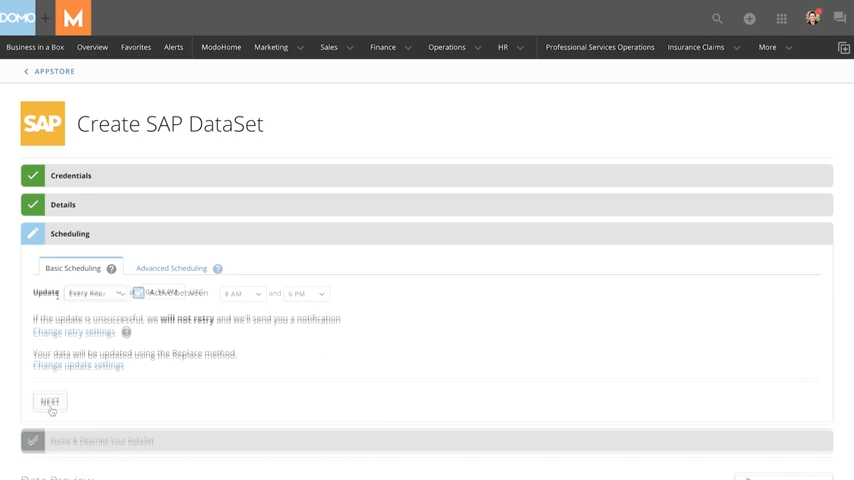 DOMO
Business in a Box Overview Favorites Alerts ModoHome Marketing Sales Finance Operations HR Professional Services Operations Insurance Claims More
APPSTORE
SAP Create SAP DataSet
Credentials
Details
Scheduling
Basic Scheduling ? Advanced Scheduling ?
Update Active between 8 AM and 6 PM
If the update is unsuccessful, we will not retry and we'll send you a notification
Change retry settings ?
Your data will be updated using the Replace method.
Change update settings
NEXT
Name & Describe Your DataSet
Data Preview